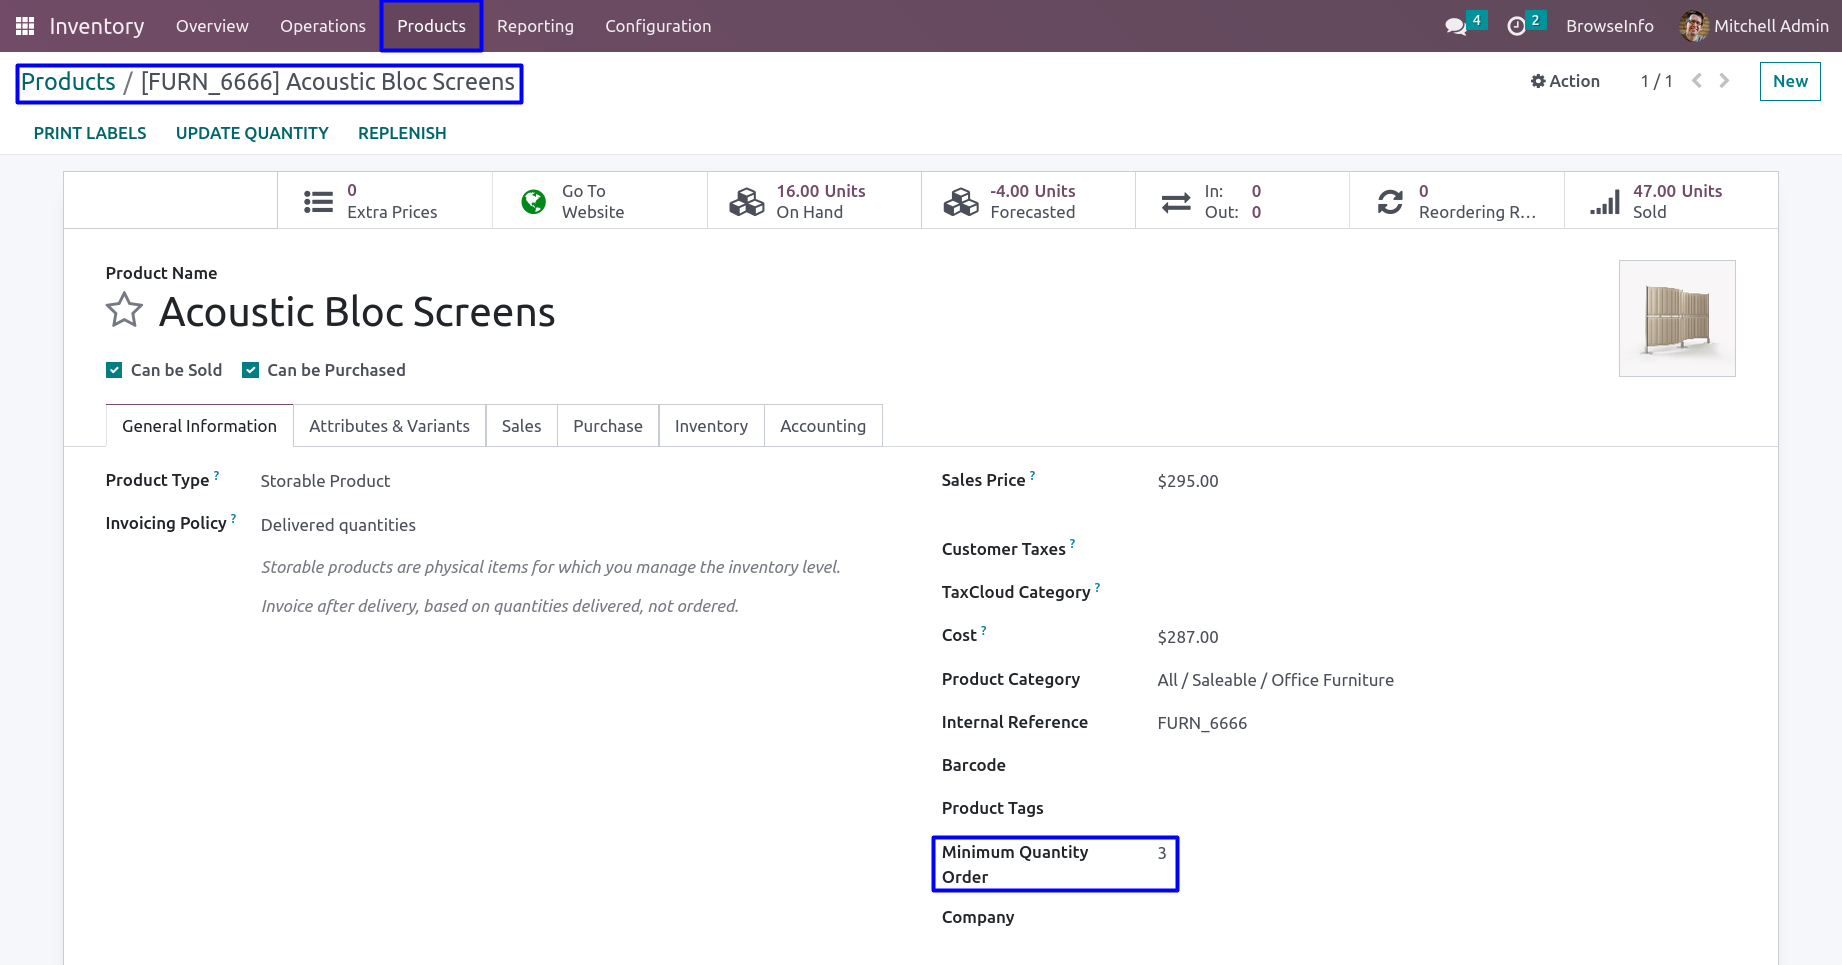 Inventory Overview Operations Products Reporting Configuration 4 2 BrowseInfo Mitchell Admin
Products / [FURN_6666] Acoustic Bloc Screens Action 1 / 1 New
PRINT LABELS UPDATE QUANTITY REPLENISH
0
Extra Prices
Go To
Website
16.00 Units
On Hand
-4.00 Units
Forecasted
In: 0
Out: 0
0
Reordering R...
47.00 Units
Sold
Product Name
Acoustic Bloc Screens
Can be Sold Can be Purchased
General Information Attributes & Variants Sales Purchase Inventory Accounting
Product Type ? Storable Product
Invoicing Policy ? Delivered quantities
Storable products are physical items for which you manage the inventory level.
Invoice after delivery, based on quantities delivered, not ordered.
Sales Price ? $295.00
Customer Taxes ?
TaxCloud Category ?
Cost ? $287.00
Product Category All / Saleable / Office Furniture
Internal Reference FURN_6666
Barcode
Product Tags
Minimum Quantity 3
Order
Company